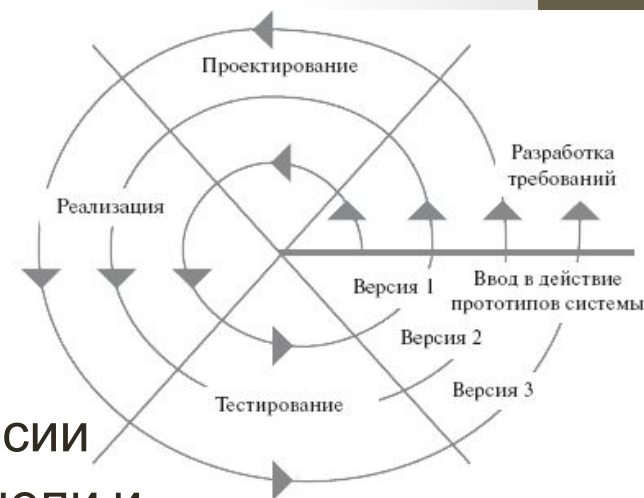 Проектирование
Разработка
требований
Реализация
Версия 1
Ввод в действие
прототипов системы
Версия 2
Версия 3
Тестирование
сии